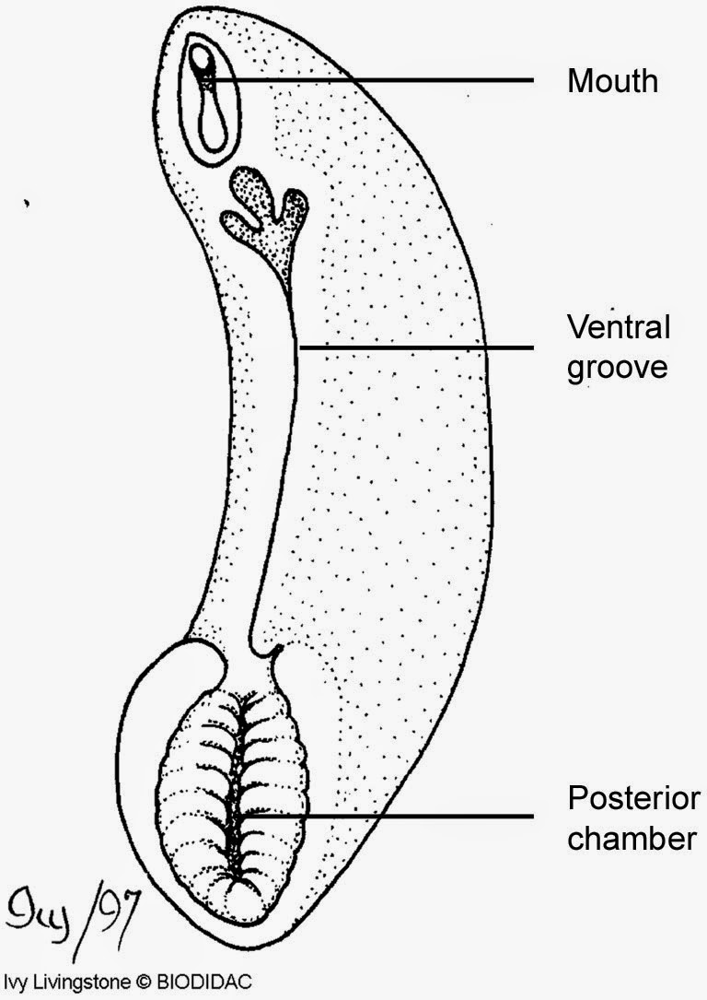 Mouth
Ventral
groove
Posterior
chamber
Ivy/97
Ivy Livingstone © BIODIDAC